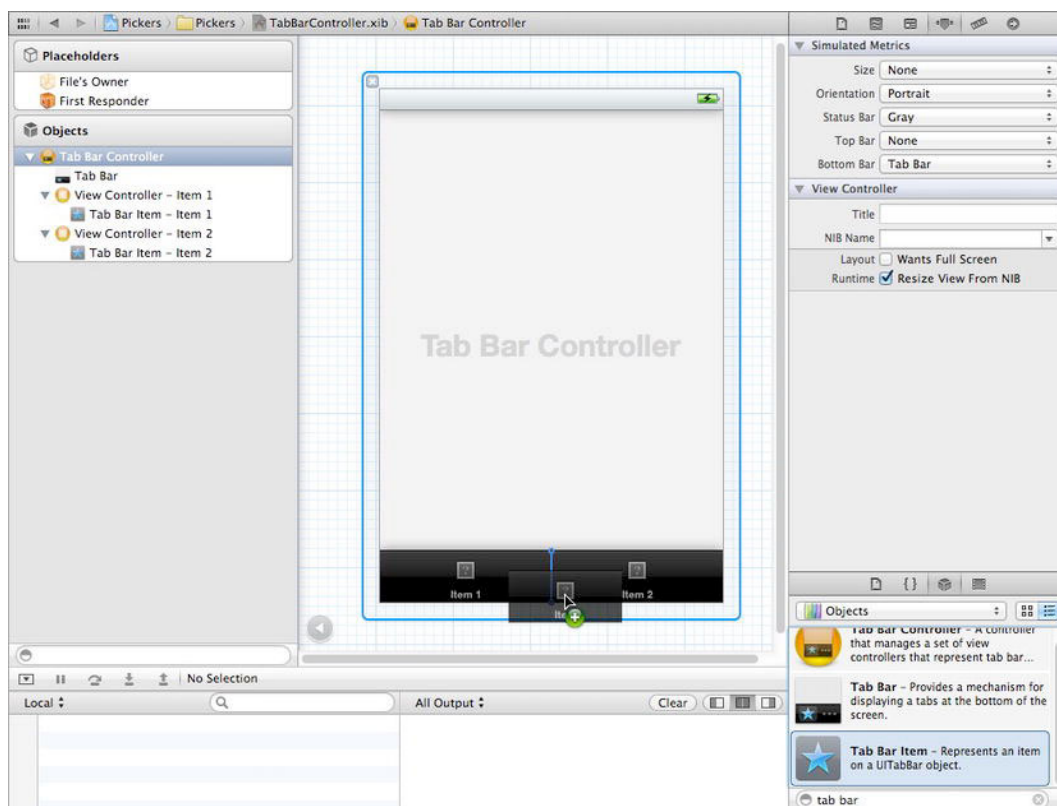 Pickers Pickers TabBarController.xib Tab Bar Controller
Placeholders
File's Owner
First Responder
Objects
Tab Bar Controller
Tab Bar
View Controller – Item 1
Tab Bar Item – Item 1
View Controller – Item 2
Tab Bar Item – Item 2
Tab Bar Controller
Item 1
Item 2
No Selection
Local
All Output
Clear
Simulated Metrics
Size None
Orientation Portrait
Status Bar Gray
Top Bar None
Bottom Bar Tab Bar
View Controller
Title
NIB Name
Layout Wants Full Screen
Runtime Resize View From NIB
Objects
Tab Bar Controller – A controller
that manages a set of view
controllers that represent tab bar...
Tab Bar – Provides a mechanism for
displaying a tabs at the bottom of the
screen.
Tab Bar Item – Represents an item
on a UITabBar object.
tab bar